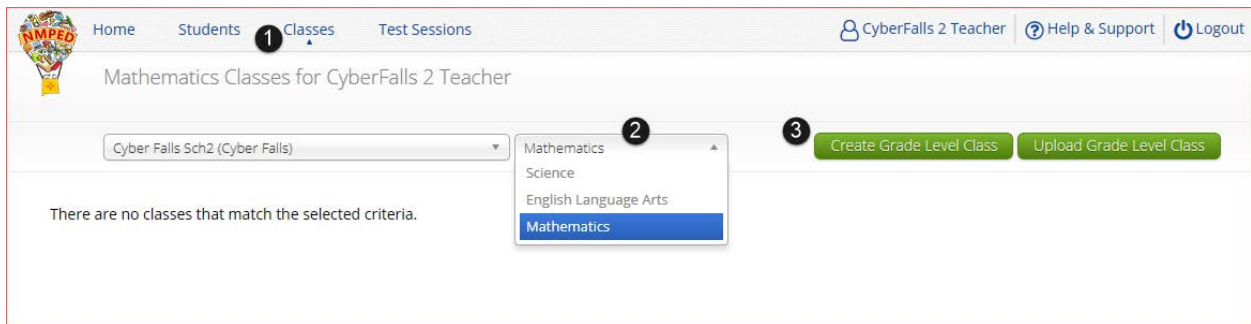 NMPED Home Students 1 Classes Test Sessions CyberFalls 2 Teacher ? Help & Support Logout
Mathematics Classes for CyberFalls 2 Teacher
2 3
Cyber Falls Sch2 (Cyber Falls) Mathematics Create Grade Level Class Upload Grade Level Class
Science
English Language Arts
There are no classes that match the selected criteria.
Mathematics